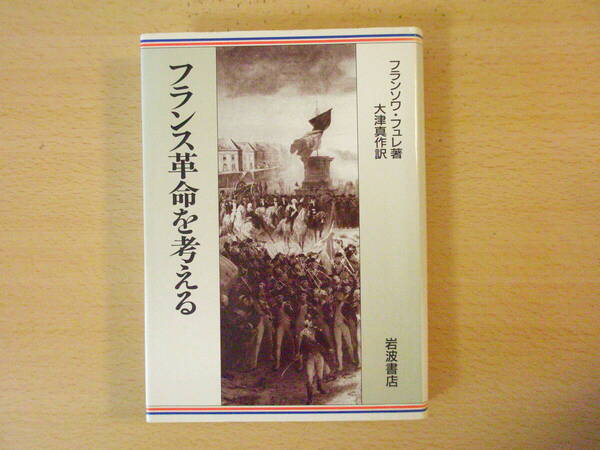 フランス革命を考える
フランソワ・フュレ著
大津真作訳
岩波書店